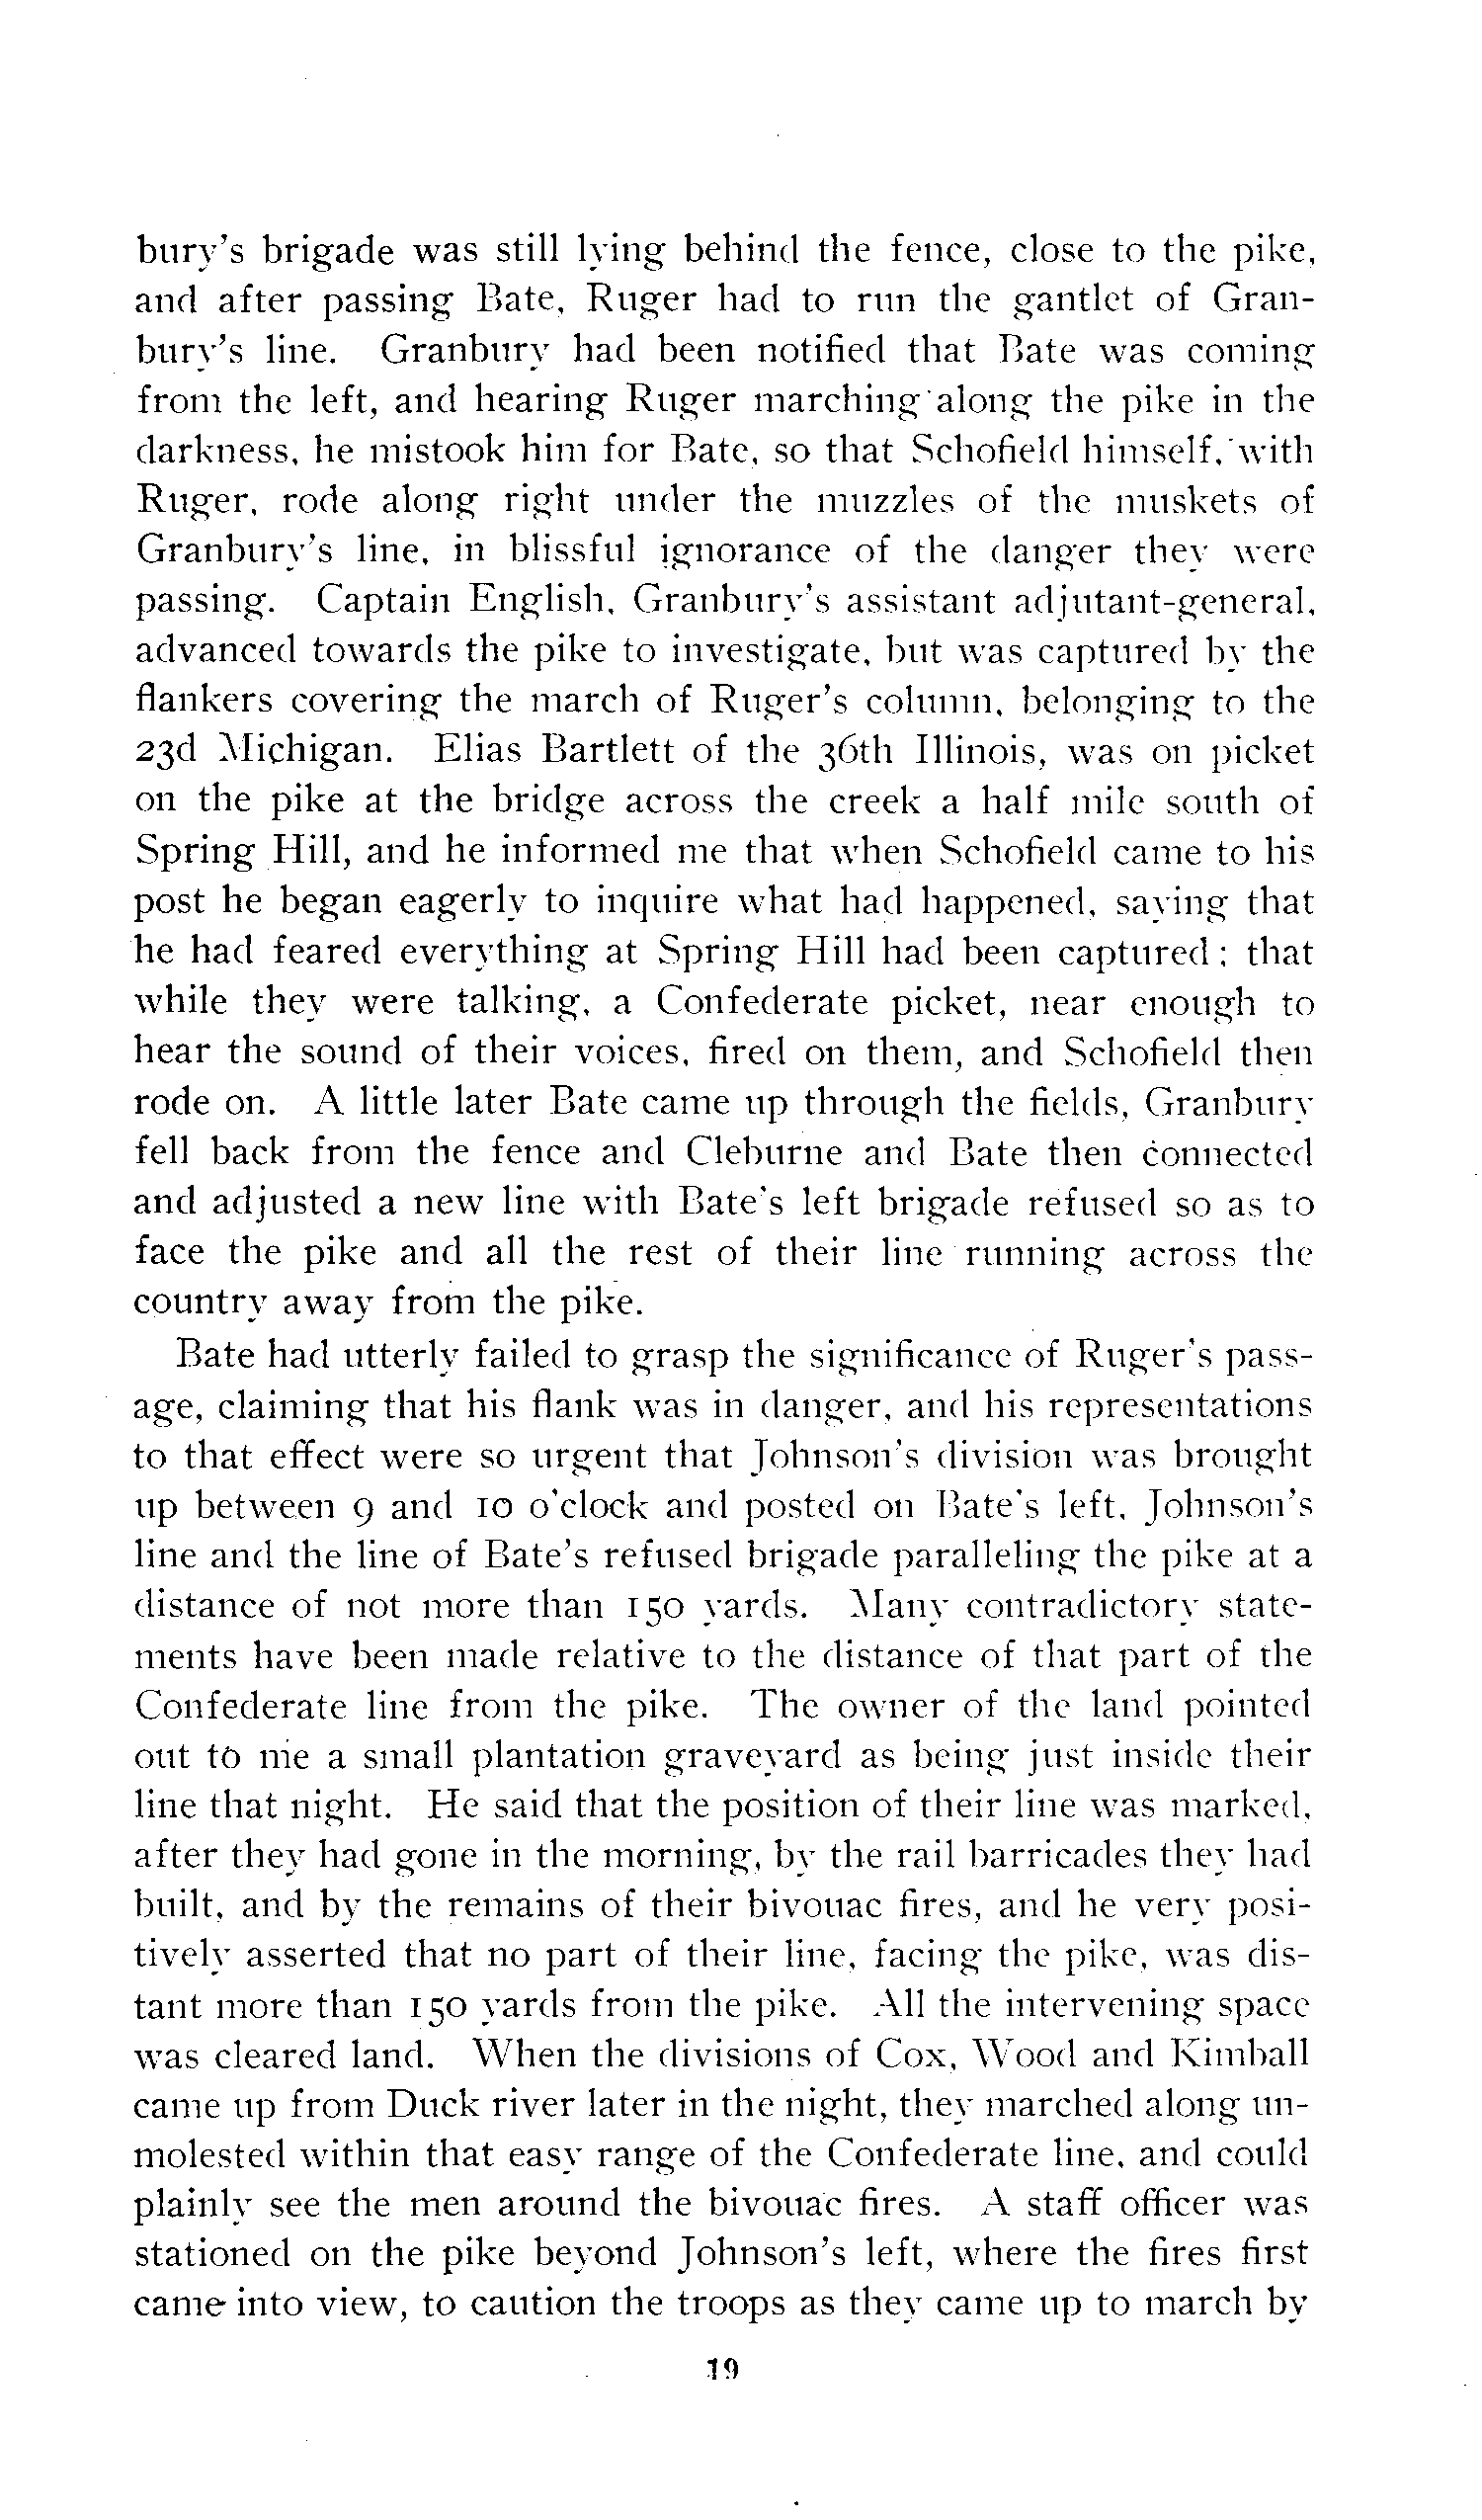 bury's brigade was still lying behind the fence, close to the pike,
and after passing Bate, Ruger had to run the gantlet of Gran-
bury's line. Granbury had been notified that Bate was coming
from the left, and hearing Ruger marching along the pike in the
darkness, he mistook him for Bate, so that Schofield himself, with
Ruger, rode along right under the muzzles of the muskets of
Granbury's line, in blissful ignorance of the danger they were
passing. Captain English, Granbury's assistant adjutant-general,
advanced towards the pike to investigate, but was captured by the
flankers covering the march of Ruger's column, belonging to the
23d Michigan. Elias Bartlett of the 36th Illinois, was on picket
on the pike at the bridge across the creek a half mile south of
Spring Hill, and he informed me that when Schofield came to his
post he began eagerly to inquire what had happened, saying that
he had feared everything at Spring Hill had been captured; that
while they were talking, a Confederate picket, near enough to
hear the sound of their voices, fired on them, and Schofield then
rode on. A little later Bate came up through the fields, Granbury
fell back from the fence and Cleburne and Bate then connected
and adjusted a new line with Bate's left brigade refused so as to
face the pike and all the rest of their line running across the
country away from the pike.
Bate had utterly failed to grasp the significance of Ruger's pass-
age, claiming that his flank was in danger, and his representations
to that effect were so urgent that Johnson's division was brought
up between 9 and 10 o'clock and posted on Bate's left, Johnson's
line and the line of Bate's refused brigade paralleling the pike at a
distance of not more than 150 yards. Many contradictory state-
ments have been made relative to the distance of that part of the
Confederate line from the pike. The owner of the land pointed
out to me a small plantation graveyard as being just inside their
line that night. He said that the position of their line was marked,
after they had gone in the morning, by the rail barricades they had
built, and by the remains of their bivouac fires, and he very posi-
tively asserted that no part of their line, facing the pike, was dis-
tant more than 150 yards from the pike. All the intervening space
was cleared land. When the divisions of Cox, Wood and Kimball
came up from Duck river later in the night, they marched along un-
molested within that easy range of the Confederate line, and could
plainly see the men around the bivouac fires. A staff officer was
stationed on the pike beyond Johnson's left, where the fires first
came into view, to caution the troops as they came up to march by
19